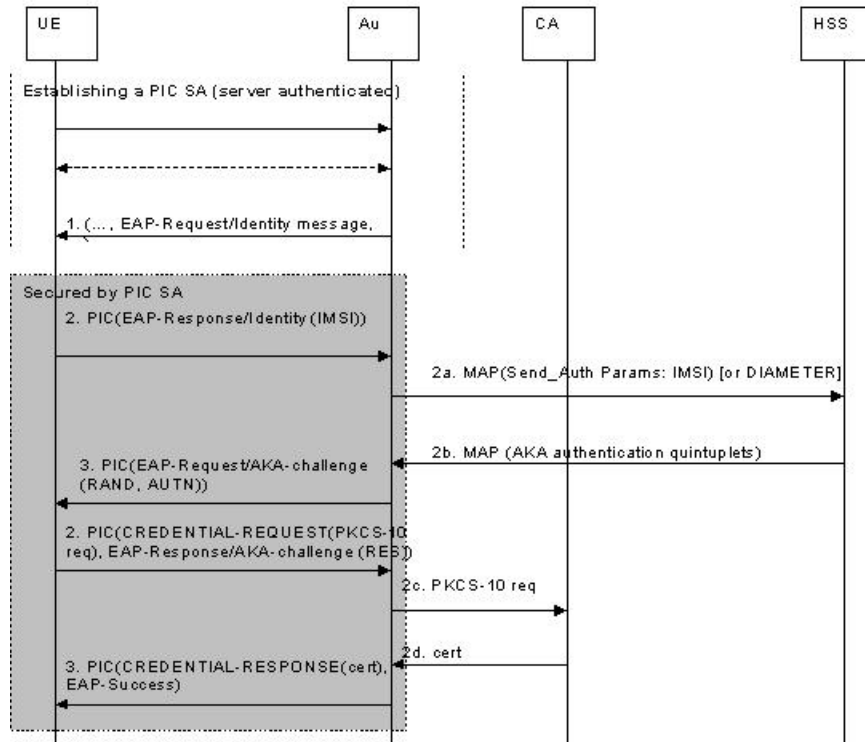 UE
Au
CA
HSS
Establishing a PIC SA (server authenticated)
1. (..., EAP-Request/Identity message,
(
Secured by PIC SA
2. PIC(EAP-Response/Identity (IMSI))
2a. MAP(Send_Auth Params: IMSI) [or DIAMETER]
2b. MAP (AKA authentication quintuplets)
3. PIC(EAP-Request/AKA-challenge
(RAND, AUTN))
2. PIC(CREDENTIAL-REQUEST(PKCS-10
req), EAP-Response/AKA-challenge (RES))
2c. PKCS-10 req
2d. cert
3. PIC(CREDENTIAL-RESPONSE(cert),
EAP-Success)